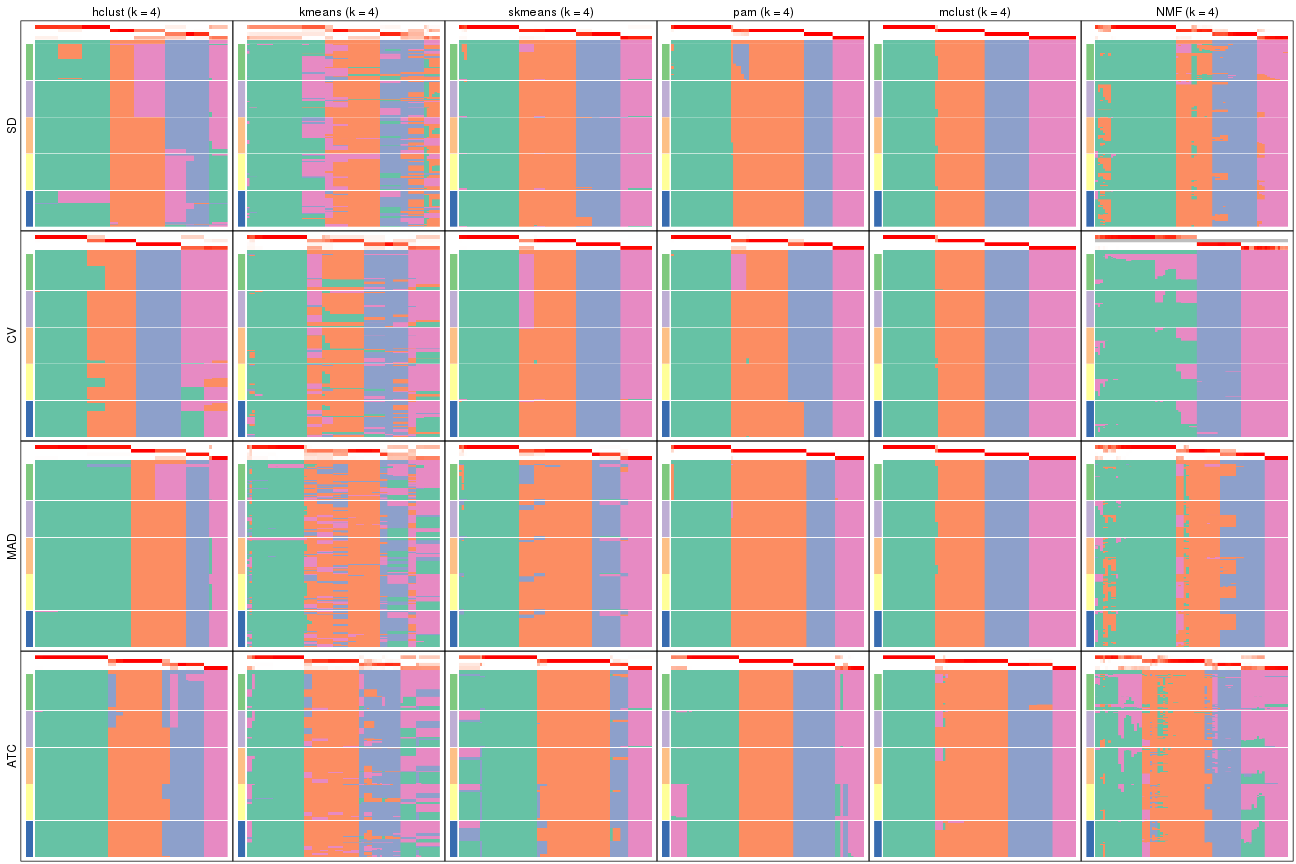 hclust (k = 4) kmeans (k = 4) skmeans (k = 4) pam (k = 4) mclust (k = 4) NMF (k = 4)
SD
CV
MAD
ATC